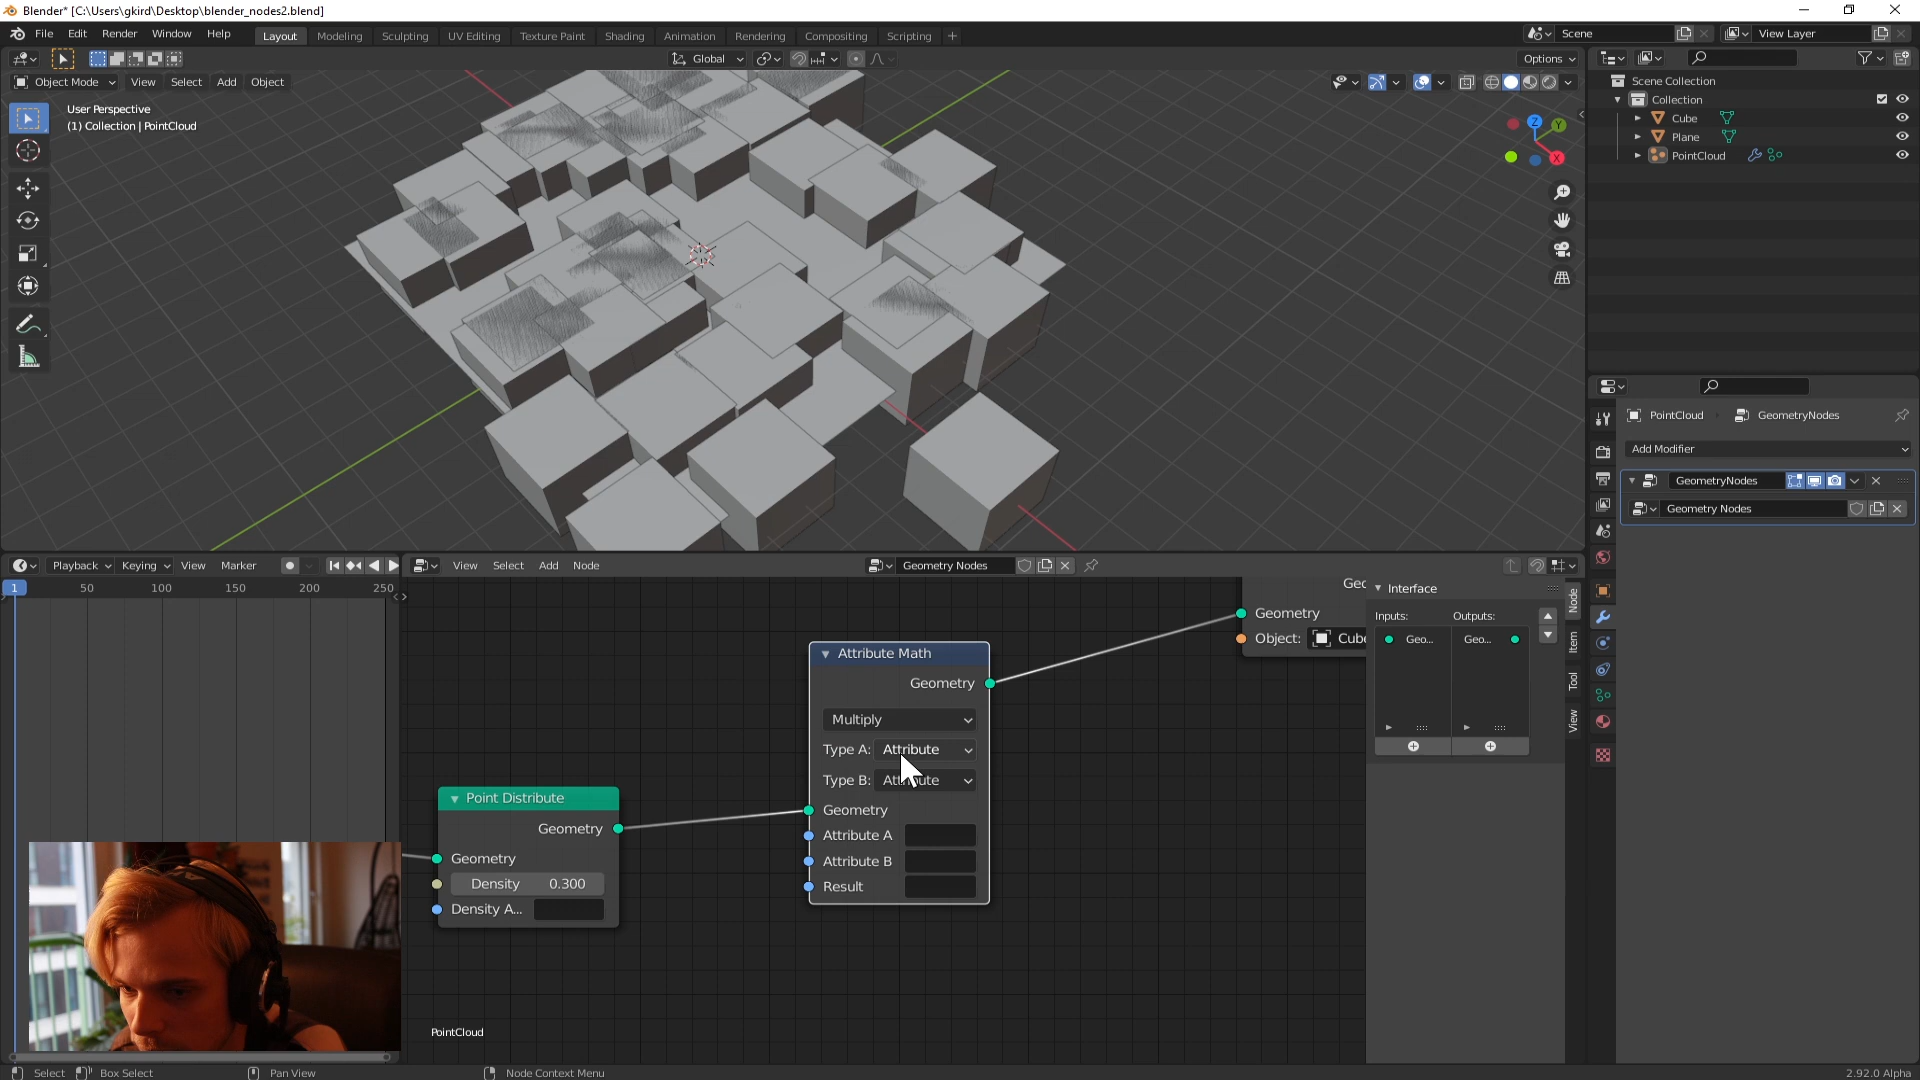 Blender* [C:\Users\gkird\Desktop\blender_nodes2.blend]
File Edit Render Window Help Layout Modeling Sculpting UV Editing Texture Paint Shading Animation Rendering Compositing Scripting + Scene View Layer
Global Options
Object Mode View Select Add Object
User Perspective
(1) Collection | PointCloud
Z Y X
Scene Collection
Collection
Cube
Plane
PointCloud
PointCloud GeometryNodes
Add Modifier
GeometryNodes
Geometry Nodes
Playback Keying View Marker
1 50 100 150 200 250
View Select Add Node Geometry Nodes
Point Distribute
Geometry
Geometry
Density 0.300
Density A...
Attribute Math
Geometry
Multiply
Type A: Attribute
Type B: Attribute
Geometry
Attribute A
Attribute B
Result
Geo
Geometry
Object: Cube
Interface
Inputs: Outputs:
Geo... Geo...
Node
Item
Tool
View
PointCloud
Select Box Select Pan View Node Context Menu 2.92.0 Alpha